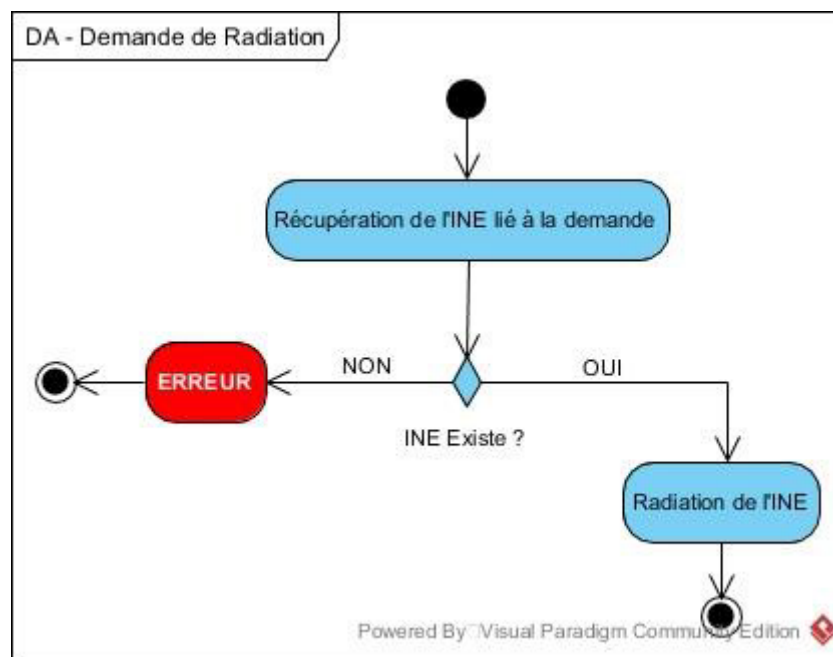 DA - Demande de Radiation
Récupération de l'INE lié à la demande
NON
OUI
ERREUR
INE Existe ?
Radiation de l'INE
Powered By Visual Paradigm Community Edition